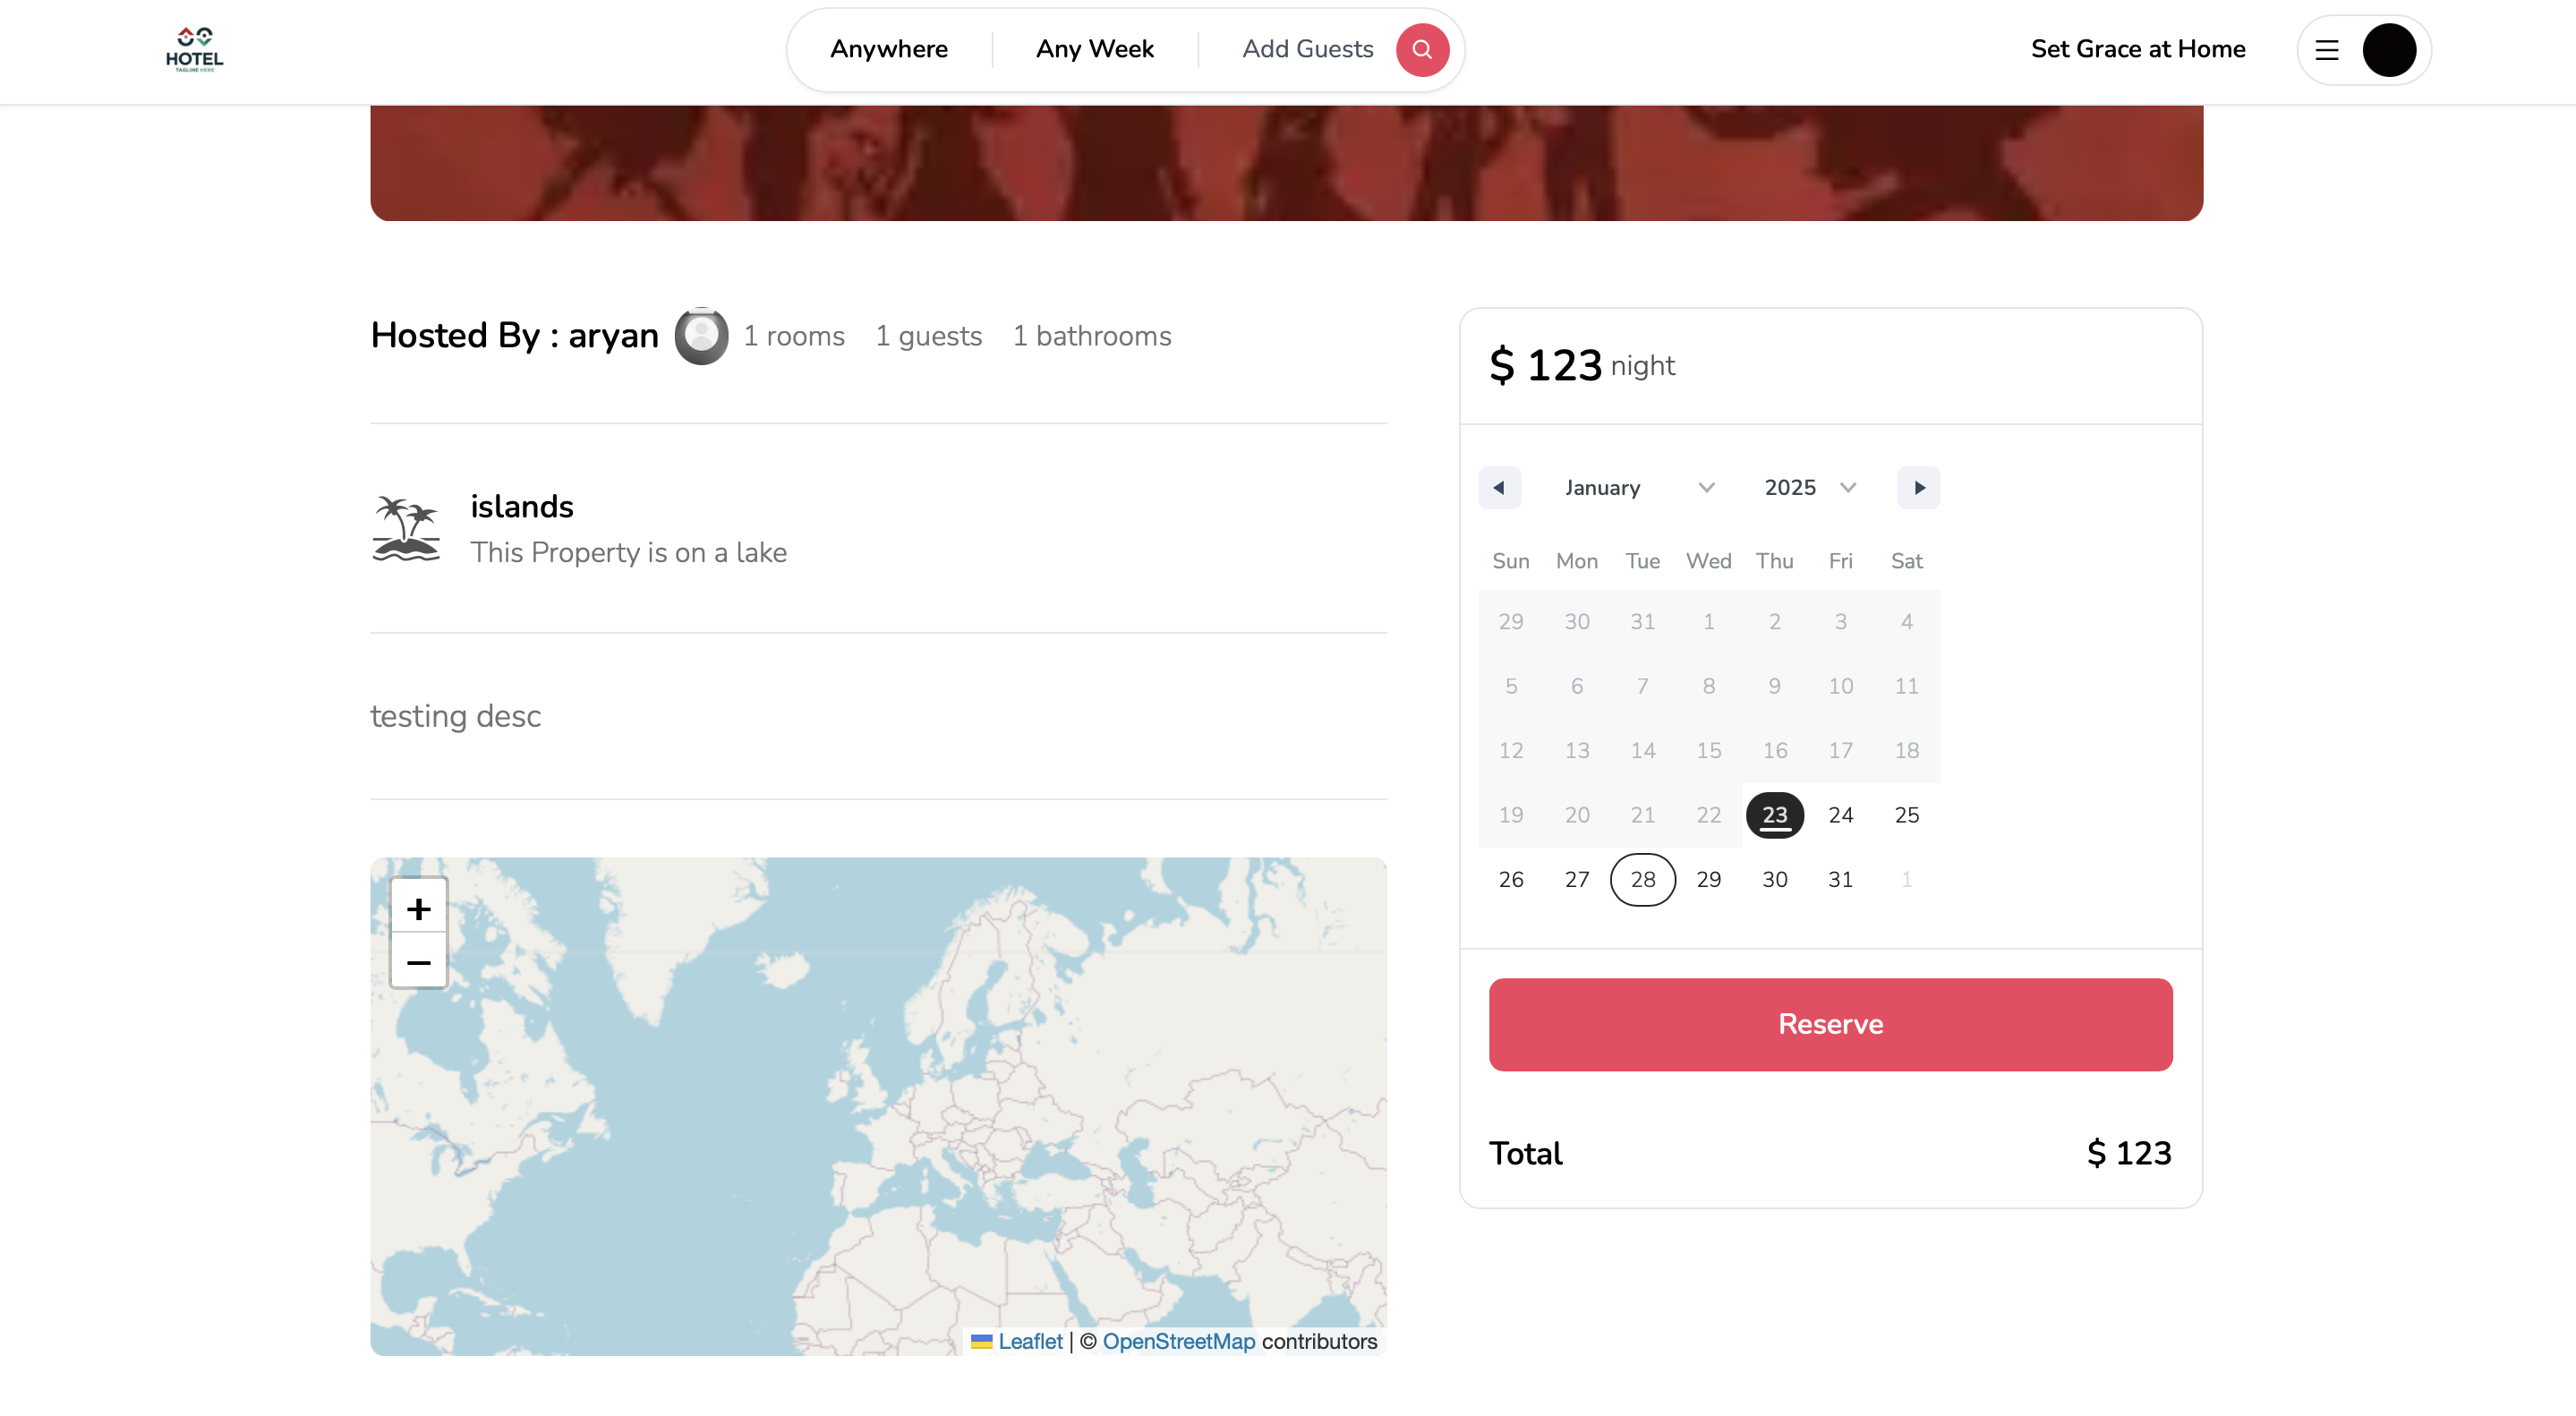 HOTEL
TAGLINE HERE
Anywhere
Any Week
Add Guests
Set Grace at Home
Hosted By : aryan
1 rooms
1 guests
1 bathrooms
islands
This Property is on a lake
testing desc
+
−
Leaflet | © OpenStreetMap contributors
$ 123 night
January
2025
Sun Mon Tue Wed Thu Fri Sat
29 30 31 1 2 3 4
5 6 7 8 9 10 11
12 13 14 15 16 17 18
19 20 21 22 23 24 25
26 27 28 29 30 31 1
Reserve
Total
$ 123